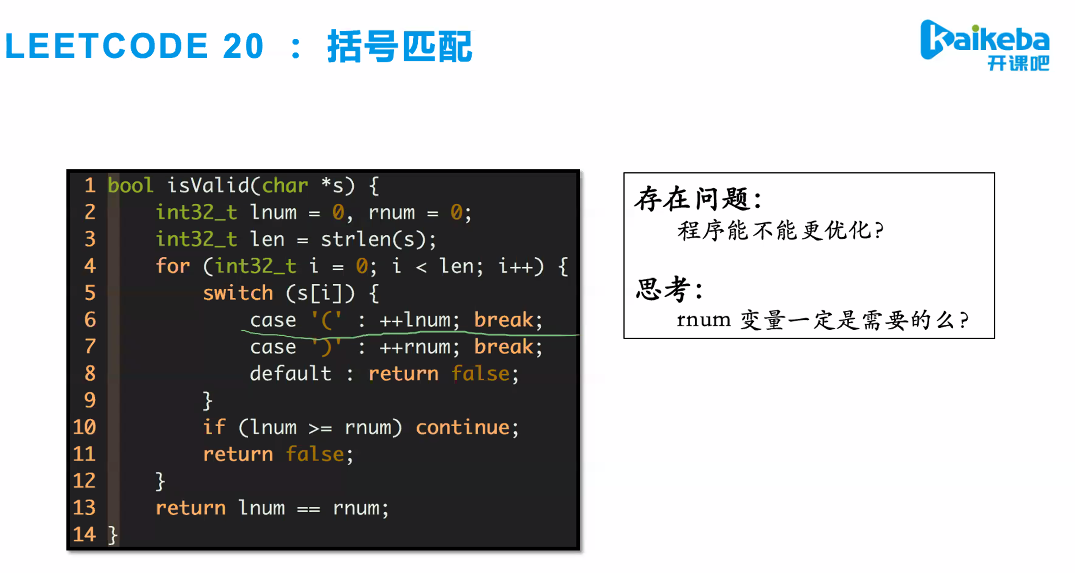 LEETCODE 20 ：括号匹配
kaikeba
开课吧
1 bool isValid(char *s) {
2     int32_t lnum = 0, rnum = 0;
3     int32_t len = strlen(s);
4     for (int32_t i = 0; i < len; i++) {
5         switch (s[i]) {
6             case '(' : ++lnum; break;
7             case ')' : ++rnum; break;
8             default : return false;
9         }
10         if (lnum >= rnum) continue;
11         return false;
12     }
13     return lnum == rnum;
14 }
存在问题：
程序能不能更优化？
思考：
rnum 变量一定是需要的么？